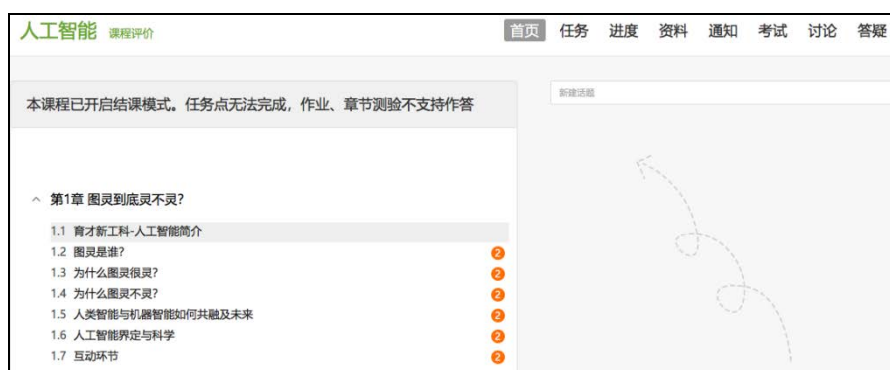 人工智能 课程评价
首页 任务 进度 资料 通知 考试 讨论 答疑
本课程已开启结课模式。任务点无法完成，作业、章节测验不支持作答
新建话题
第1章 图灵到底灵不灵？
1.1 育才新工科-人工智能简介
1.2 图灵是谁？ 2
1.3 为什么图灵很灵？ 2
1.4 为什么图灵不灵？ 2
1.5 人类智能与机器智能如何共融及未来 2
1.6 人工智能界定与科学 2
1.7 互动环节 2